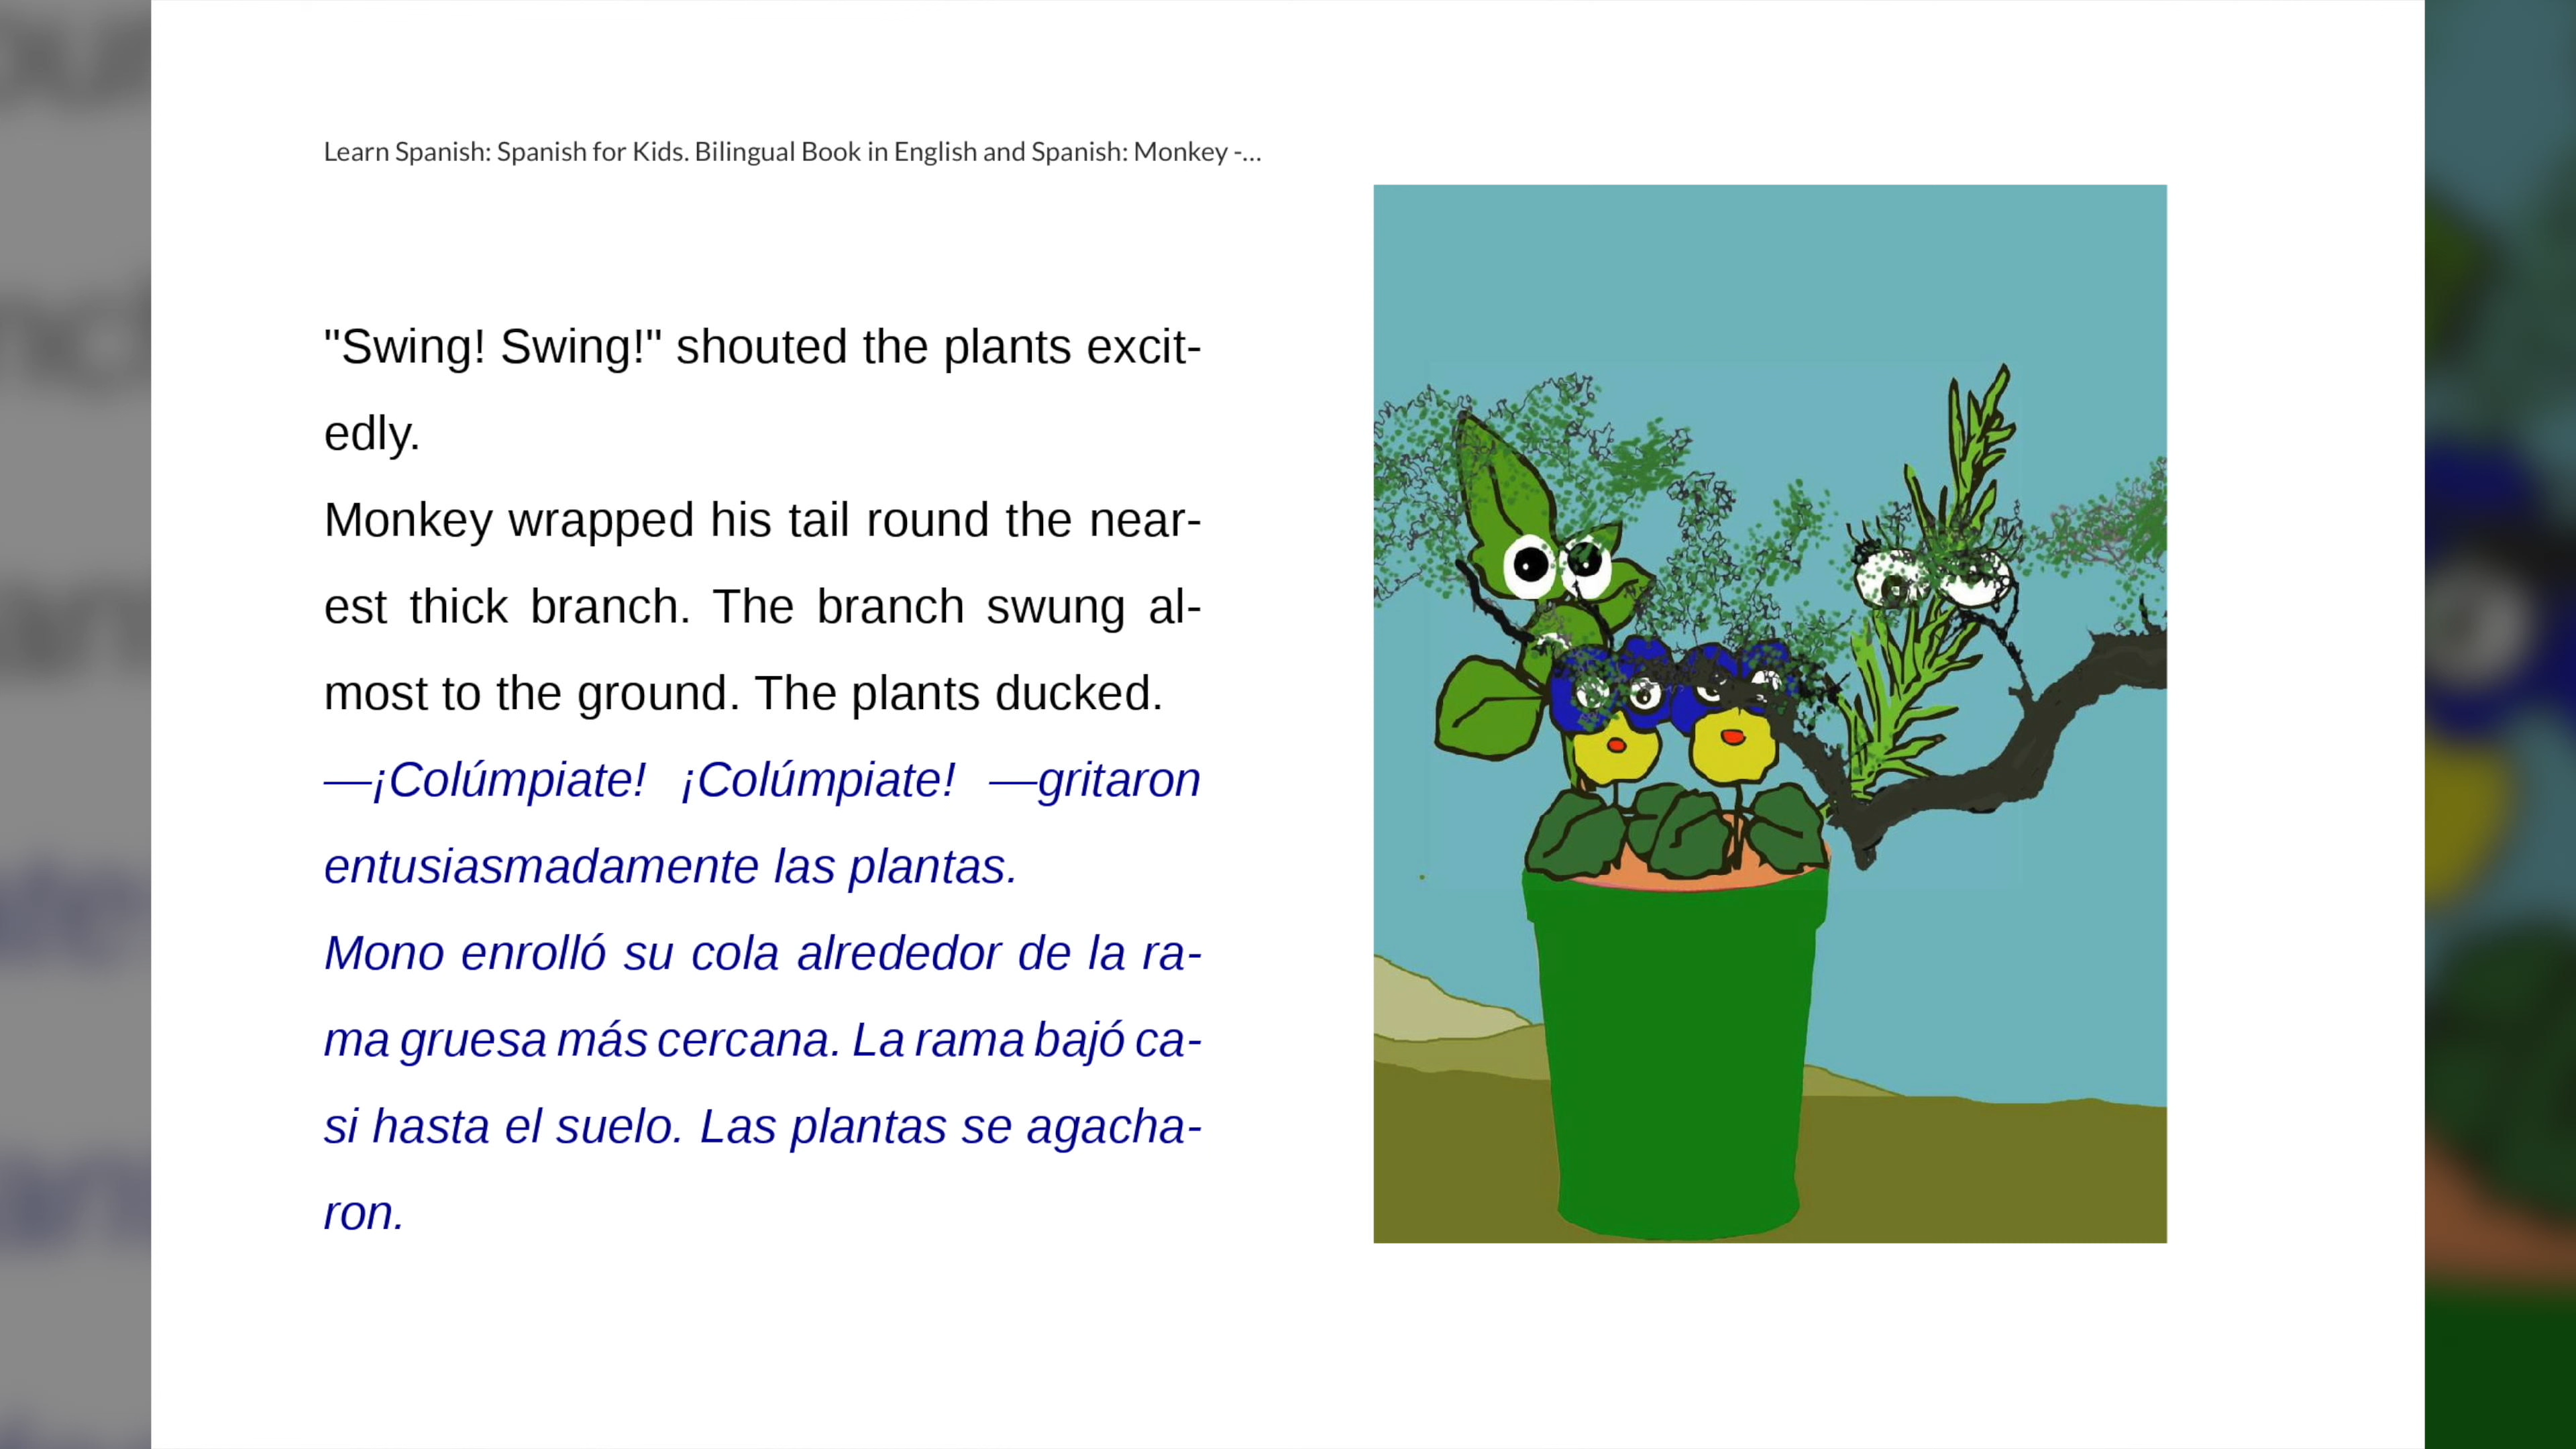 Learn Spanish: Spanish for Kids. Bilingual Book in English and Spanish: Monkey -...
"Swing! Swing!" shouted the plants excit-
edly.
Monkey wrapped his tail round the near-
est thick branch. The branch swung al-
most to the ground. The plants ducked.
—¡Colúmpiate! ¡Colúmpiate! —gritaron
entusiasmadamente las plantas.
Mono enrolló su cola alrededor de la ra-
ma gruesa más cercana. La rama bajó ca-
si hasta el suelo. Las plantas se agacha-
ron.